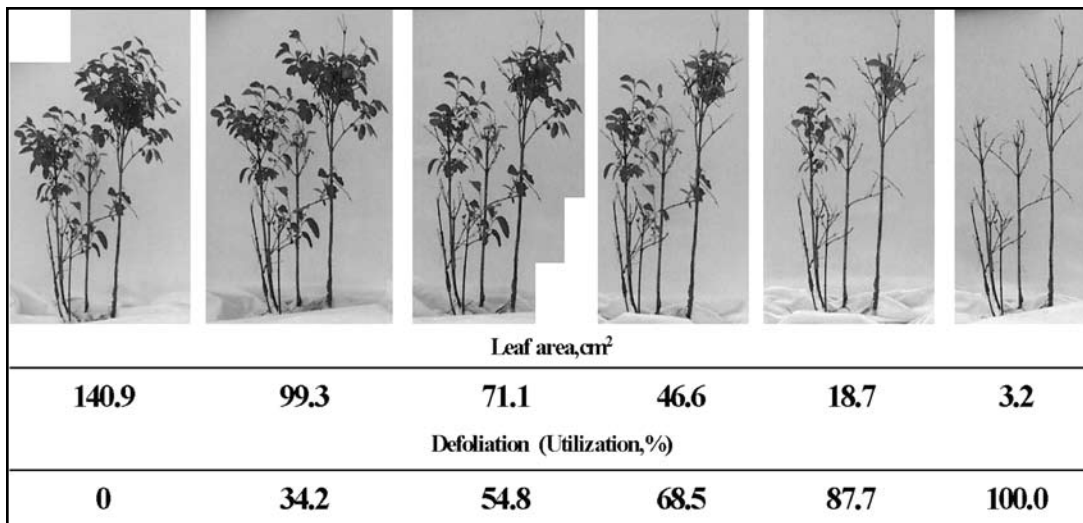 Leaf area,cm²
140.9 99.3 71.1 46.6 18.7 3.2
Defoliation (Utilization,%)
0 34.2 54.8 68.5 87.7 100.0